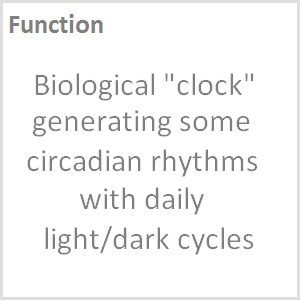 Function
Biological "clock"
generating some
circadian rhythms
with daily
light/dark cycles